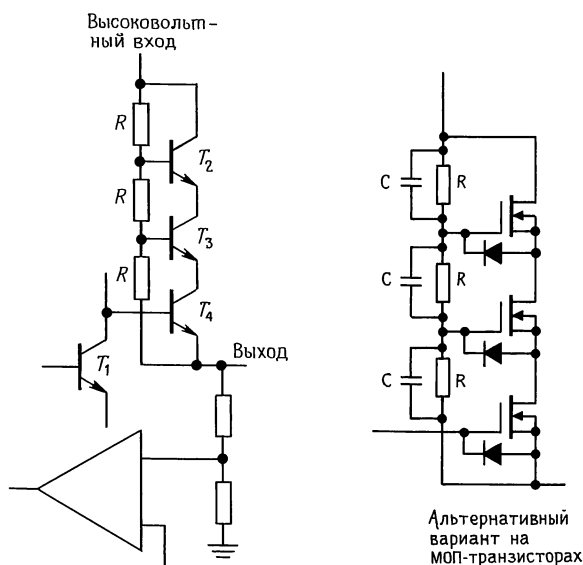 Высоковольт-
ный вход
R
T2
R
T3
R
T4
T1
Выход
C
R
C
R
C
R
Альтернативный
вариант на
МОП-транзисторах